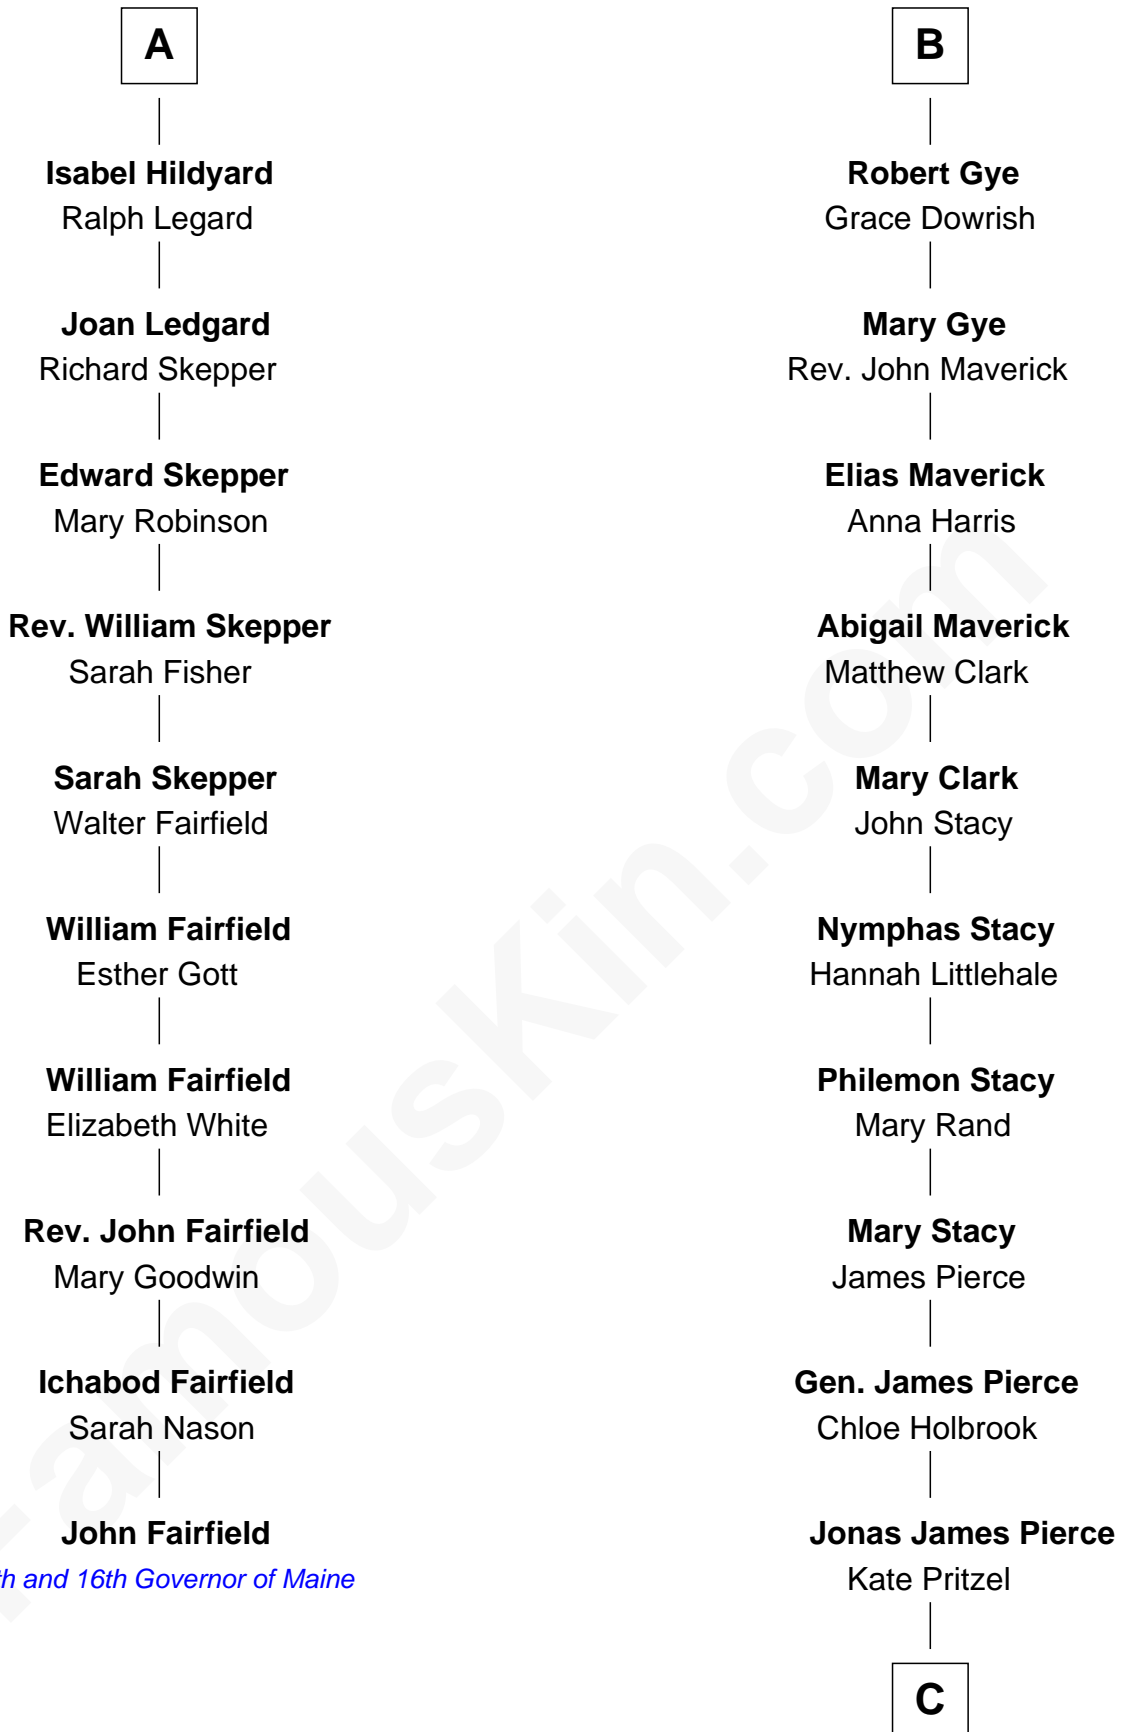 A
Isabel Hildyard
Ralph Legard
Joan Ledgard
Richard Skepper
Edward Skepper
Mary Robinson
Rev. William Skepper
Sarah Fisher
Sarah Skepper
Walter Fairfield
William Fairfield
Esther Gott
William Fairfield
Elizabeth White
Rev. John Fairfield
Mary Goodwin
Ichabod Fairfield
Sarah Nason
John Fairfield
and 16th Governor of Maine
B
Robert Gye
Grace Dowrish
Mary Gye
Rev. John Maverick
Elias Maverick
Anna Harris
Abigail Maverick
Matthew Clark
Mary Clark
John Stacy
Nymphas Stacy
Hannah Littlehale
Philemon Stacy
Mary Rand
Mary Stacy
James Pierce
Gen. James Pierce
Chloe Holbrook
Jonas James Pierce
Kate Pritzel
C
FamousKin.com